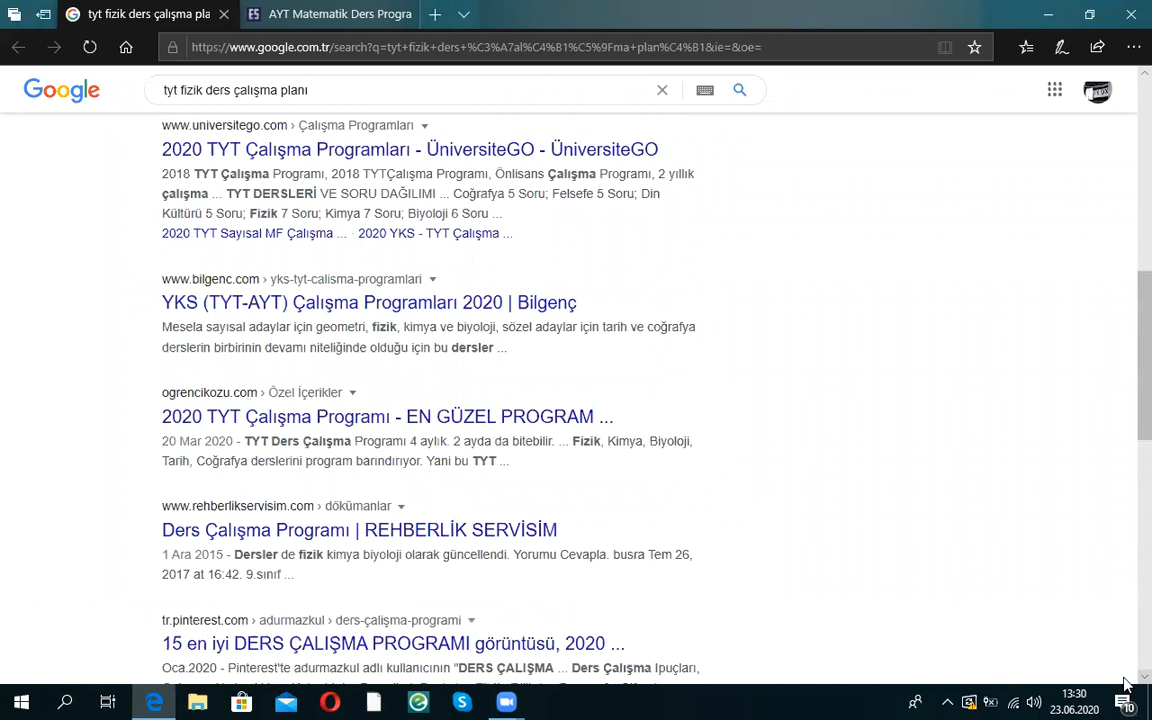 tyt fizik ders çalışma pla
AYT Matematik Ders Progra
https://www.google.com.tr/search?q=tyt+fizik+ders+%C3%A7al%C4%B1%C5%9Fma+plan%C4%B1&ie=&oe=
Google
tyt fizik ders çalışma planı
www.universitego.com › Çalışma Programları
2020 TYT Çalışma Programları - ÜniversiteGO - ÜniversiteGO
2018 TYT Çalışma Programı, 2018 TYTÇalışma Programı, Önlisans Çalışma Programı, 2 yıllık
çalışma ... TYT DERSLERİ VE SORU DAĞILIMI ... Coğrafya 5 Soru; Felsefe 5 Soru; Din
Kültürü 5 Soru; Fizik 7 Soru; Kimya 7 Soru; Biyoloji 6 Soru ...
2020 TYT Sayısal MF Çalışma ... · 2020 YKS - TYT Çalışma ...
www.bilgenc.com › yks-tyt-calisma-programlari
YKS (TYT-AYT) Çalışma Programları 2020 | Bilgenç
Mesela sayısal adaylar için geometri, fizik, kimya ve biyoloji, sözel adaylar için tarih ve coğrafya
derslerin birbirinin devamı niteliğinde olduğu için bu dersler ...
ogrencikozu.com › Özel İçerikler
2020 TYT Çalışma Programı - EN GÜZEL PROGRAM ...
20 Mar 2020 - TYT Ders Çalışma Programı 4 aylık. 2 ayda da bitebilir. ... Fizik, Kimya, Biyoloji,
Tarih, Coğrafya derslerini program barındırıyor. Yani bu TYT ...
www.rehberlikservisim.com › dökümanlar
Ders Çalışma Programı | REHBERLİK SERVİSİM
1 Ara 2015 - Dersler de fizik kimya biyoloji olarak güncellendi. Yorumu Cevapla. busra Tem 26,
2017 at 16:42. 9.sınıf ...
tr.pinterest.com › adurmazkul › ders-çalışma-programi
15 en iyi DERS ÇALIŞMA PROGRAMI görüntüsü, 2020 ...
Oca.2020 - Pinterest'te adurmazkul adlı kullanıcının "DERS ÇALIŞMA ... Ders Çalışma İpuçları,
13:30
23.06.2020
10